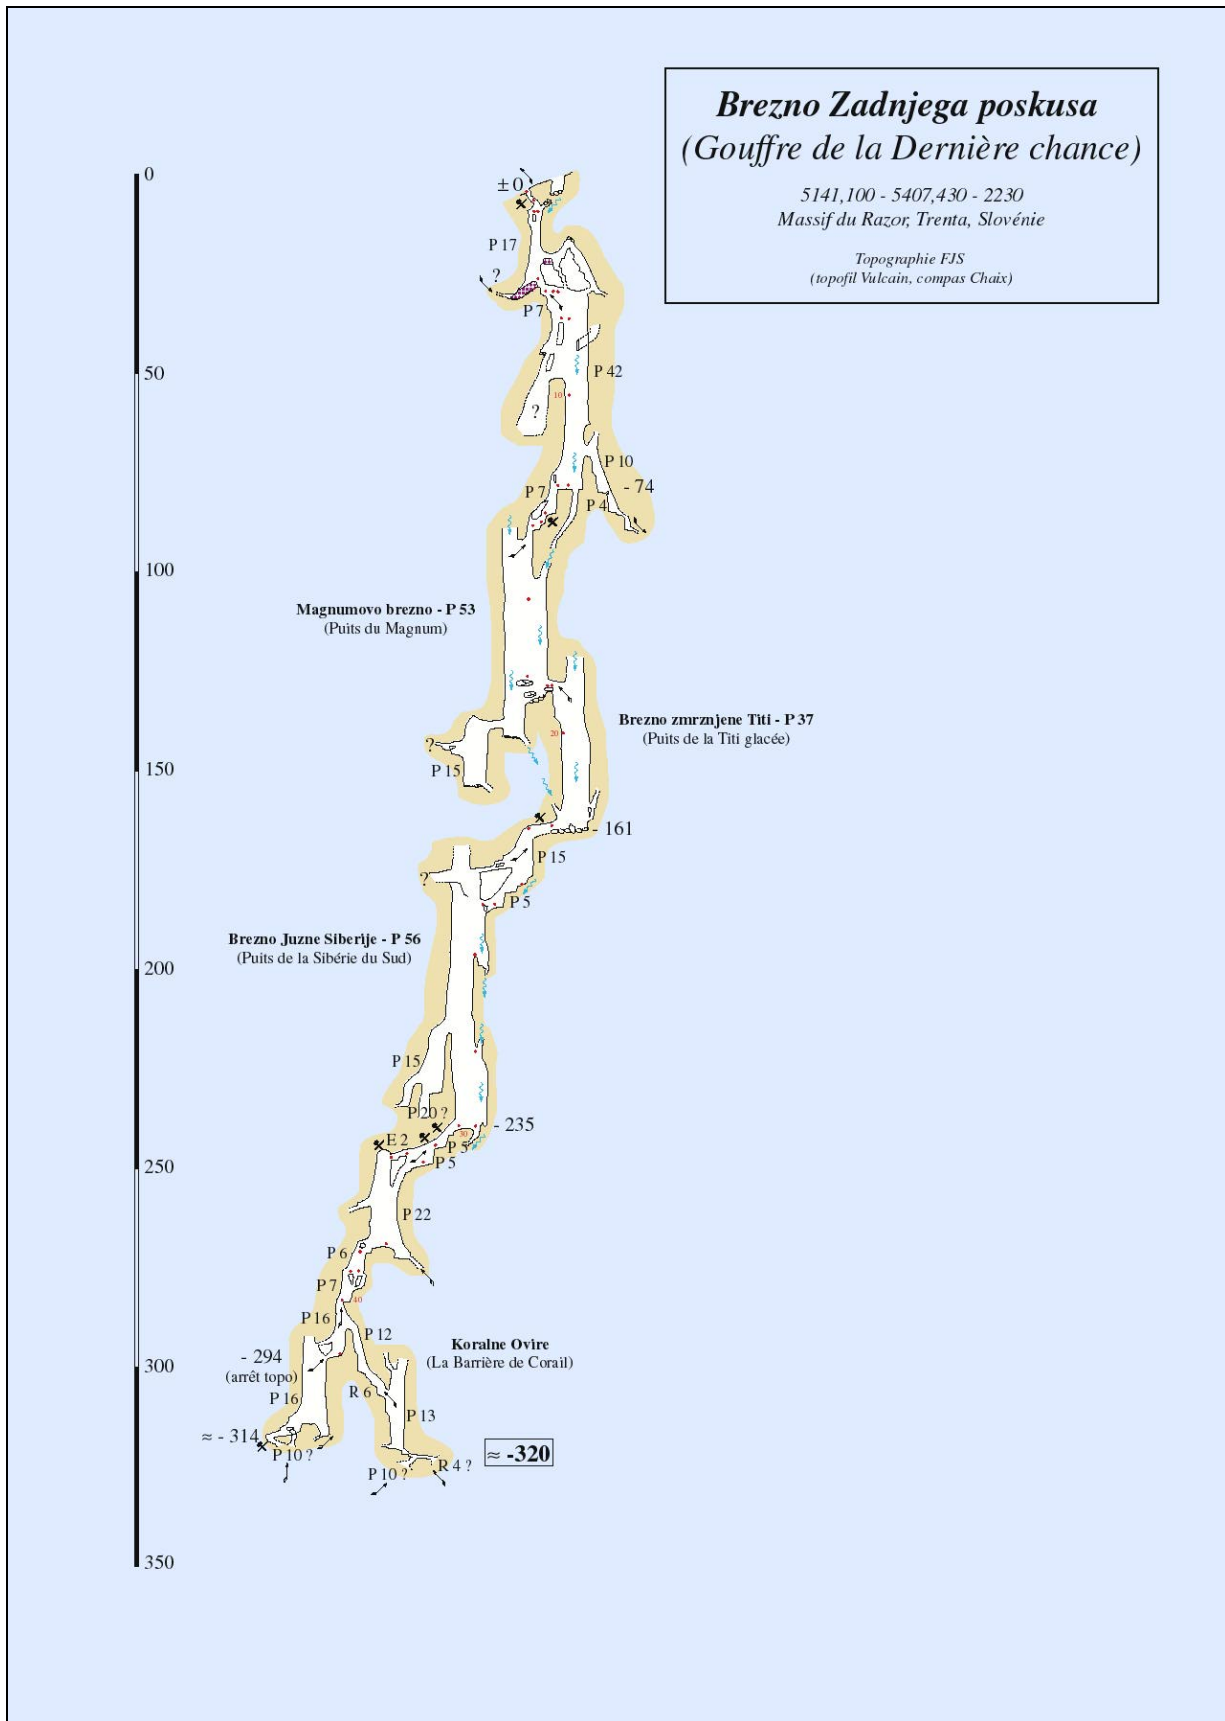 Brezno Zadnjega poskusa
(Gouffre de la Dernière chance)
5141,100 - 5407,430 - 2230
Massif du Razor, Trenta, Slovénie
Topographie FJS
(topofil Vulcain, compas Chaix)
0
± 0
P 17
?
P 7
50
P 42
10
?
P 10
- 74
P 7
P 4
100
Magnumovo brezno - P 53
(Puits du Magnum)
Brezno zmrznjene Titi - P 37
(Puits de la Titi glacée)
20
?
P 15
150
- 161
P 15
?
P 5
Brezno Juzne Siberije - P 56
(Puits de la Sibérie du Sud)
200
P 15
P 20 ?
- 235
30
E 2
P 5
P 5
250
P 22
P 6
P 7
40
P 16
P 12
Koralne Ovire
(La Barrière de Corail)
- 294
(arrêt topo)
300
R 6
P 16
P 13
≈ - 314
P 10 ?
≈ -320
P 10 ?
R 4 ?
350